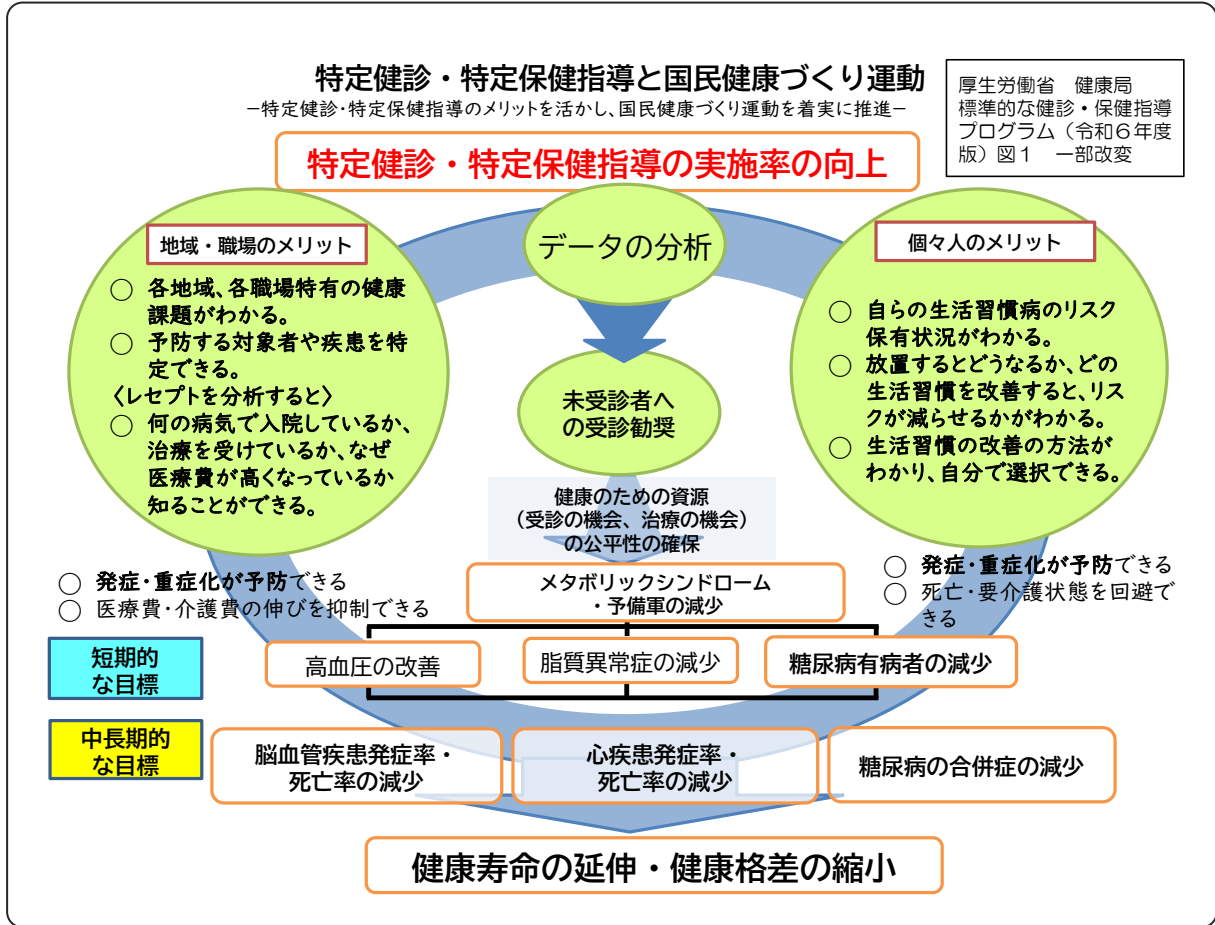 特定健診・特定保健指導と国民健康づくり運動
－特定健診・特定保健指導のメリットを活かし、国民健康づくり運動を着実に推進－
厚生労働省　健康局
標準的な健診・保健指導
プログラム（令和６年度
版）図１　一部改変
特定健診・特定保健指導の実施率の向上
地域・職場のメリット
○ 各地域、各職場特有の健康
課題がわかる。
○ 予防する対象者や疾患を特
定できる。
〈レセプトを分析すると〉
○ 何の病気で入院しているか、
治療を受けているか、なぜ
医療費が高くなっているか
知ることができる。
データの分析
未受診者へ
の受診勧奨
健康のための資源
（受診の機会、治療の機会）
の公平性の確保
個々人のメリット
○ 自らの生活習慣病のリスク
保有状況がわかる。
○ 放置するとどうなるか、どの
生活習慣を改善すると、リス
クが減らせるかがわかる。
○ 生活習慣の改善の方法が
わかり、自分で選択できる。
○ 発症・重症化が予防できる
○ 医療費・介護費の伸びを抑制できる
○ 発症・重症化が予防できる
○ 死亡・要介護状態を回避で
きる
メタボリックシンドローム
・予備軍の減少
短期的
な目標
高血圧の改善
脂質異常症の減少
糖尿病有病者の減少
中長期的
な目標
脳血管疾患発症率・
死亡率の減少
心疾患発症率・
死亡率の減少
糖尿病の合併症の減少
健康寿命の延伸・健康格差の縮小